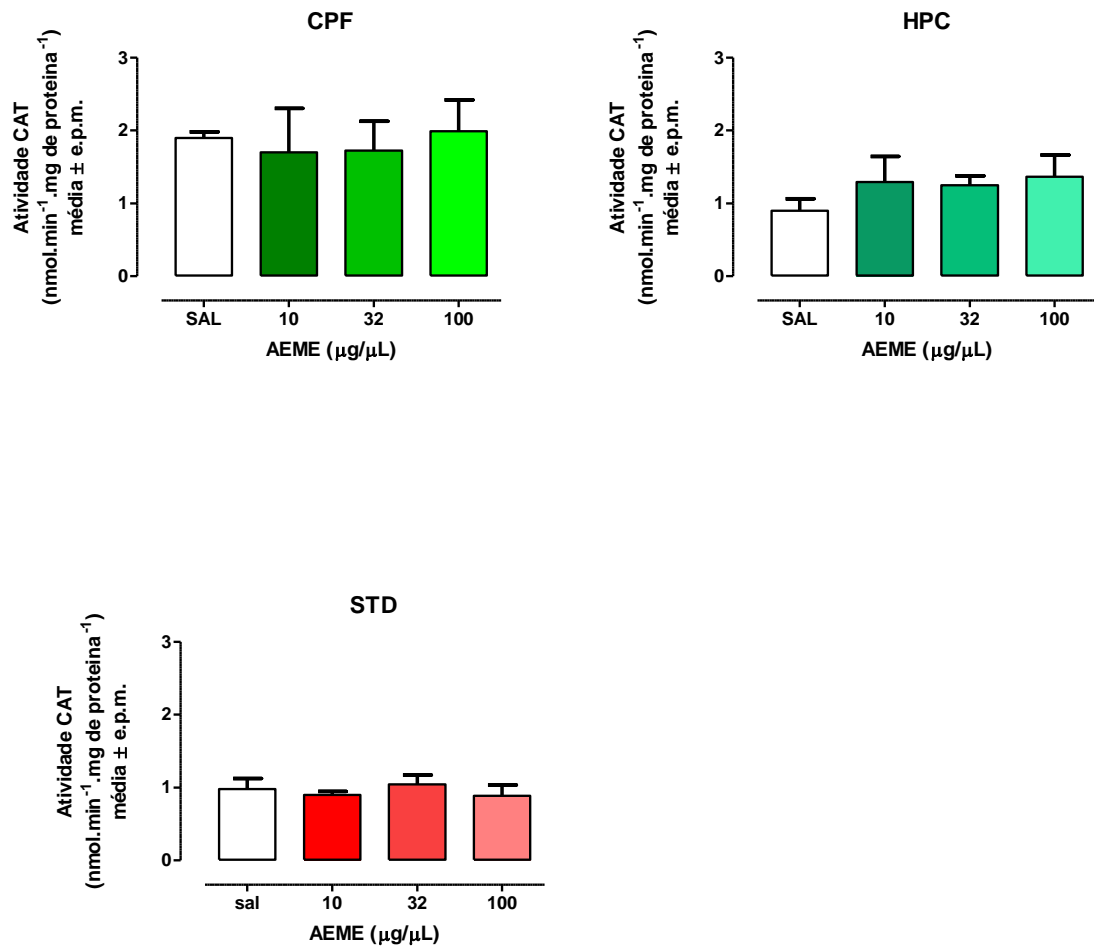 CPF
Atividade CAT
(nmol.min⁻¹.mg de proteina⁻¹)
média ± e.p.m.
3
2
1
0
SAL 10 32 100
AEME (µg/µL)
HPC
Atividade CAT
(nmol.min⁻¹.mg de proteina⁻¹)
média ± e.p.m.
3
2
1
0
SAL 10 32 100
AEME (µg/µL)
STD
Atividade CAT
(nmol.min⁻¹.mg de proteina⁻¹)
média ± e.p.m.
3
2
1
0
sal 10 32 100
AEME (µg/µL)